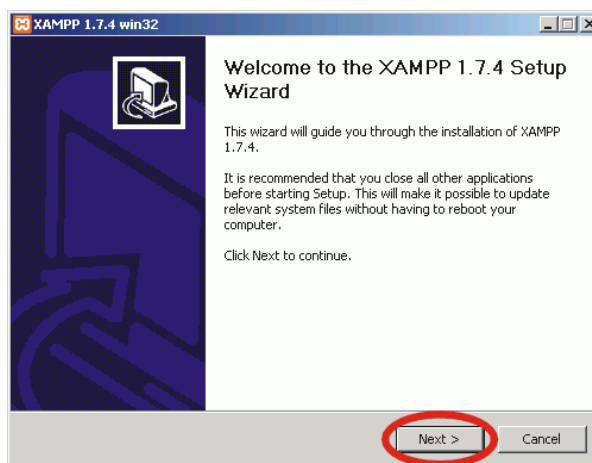 XAMPP 1.7.4 win32
Welcome to the XAMPP 1.7.4 Setup
Wizard
This wizard will guide you through the installation of XAMPP
1.7.4.
It is recommended that you close all other applications
before starting Setup. This will make it possible to update
relevant system files without having to reboot your
computer.
Click Next to continue.
Next >
Cancel